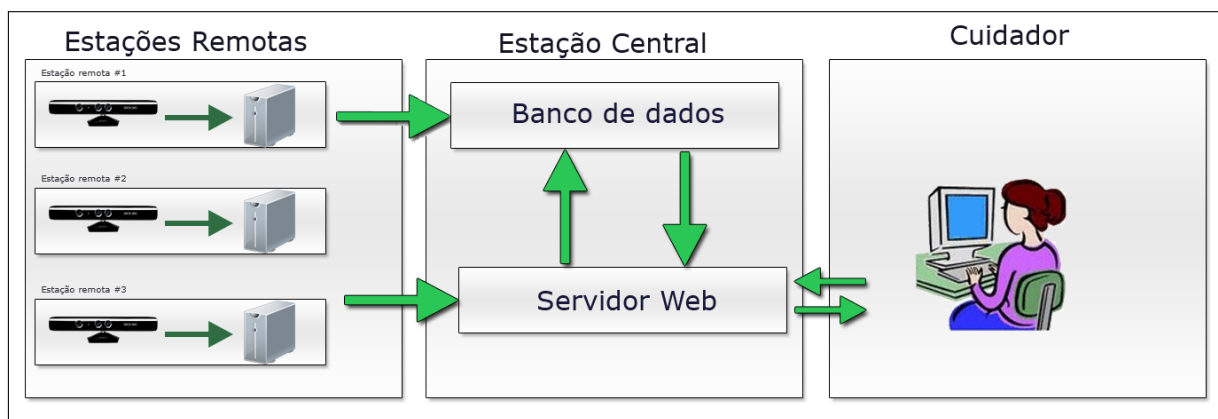 Estações Remotas
Estação Central
Cuidador
Estação remota #1
Estação remota #2
Estação remota #3
Banco de dados
Servidor Web